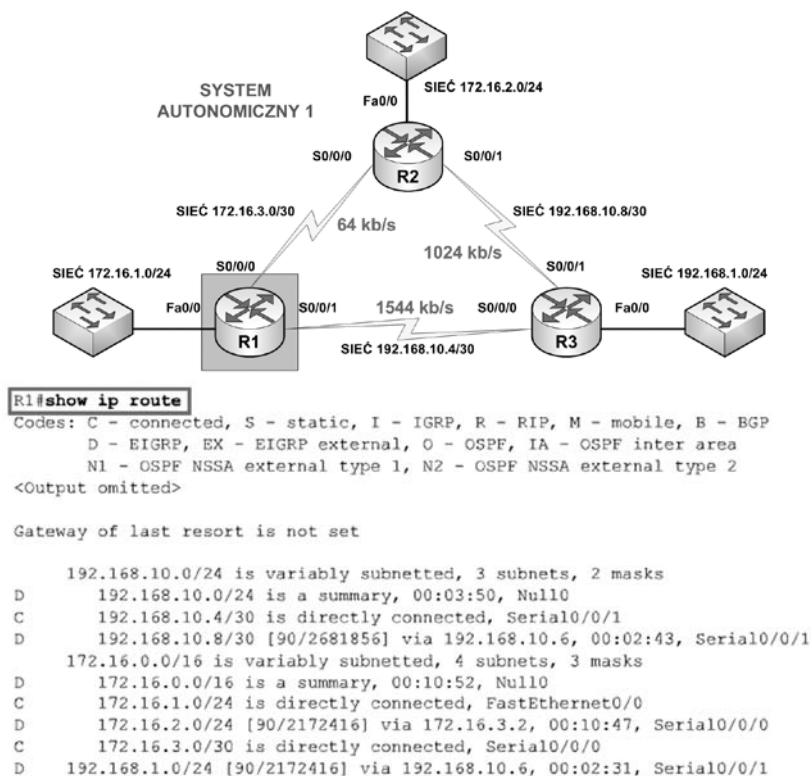 SYSTEM
AUTONOMICZNY 1
Fa0/0
SIEĆ 172.16.2.0/24
S0/0/0
S0/0/1
R2
SIEĆ 172.16.3.0/30
64 kb/s
SIEĆ 192.168.10.8/30
1024 kb/s
SIEĆ 172.16.1.0/24
S0/0/0
S0/0/1
SIEĆ 192.168.1.0/24
Fa0/0
S0/0/1
1544 kb/s
S0/0/0
Fa0/0
R1
SIEĆ 192.168.10.4/30
R3
R1#show ip route
Codes: C - connected, S - static, I - IGRP, R - RIP, M - mobile, B - BGP
D - EIGRP, EX - EIGRP external, O - OSPF, IA - OSPF inter area
N1 - OSPF NSSA external type 1, N2 - OSPF NSSA external type 2
<Output omitted>
Gateway of last resort is not set
192.168.10.0/24 is variably subnetted, 3 subnets, 2 masks
D 192.168.10.0/24 is a summary, 00:03:50, Null0
C 192.168.10.4/30 is directly connected, Serial0/0/1
D 192.168.10.8/30 [90/2681856] via 192.168.10.6, 00:02:43, Serial0/0/1
172.16.0.0/16 is variably subnetted, 4 subnets, 3 masks
D 172.16.0.0/16 is a summary, 00:10:52, Null0
C 172.16.1.0/24 is directly connected, FastEthernet0/0
D 172.16.2.0/24 [90/2172416] via 172.16.3.2, 00:10:47, Serial0/0/0
C 172.16.3.0/30 is directly connected, Serial0/0/0
D 192.168.1.0/24 [90/2172416] via 192.168.10.6, 00:02:31, Serial0/0/1